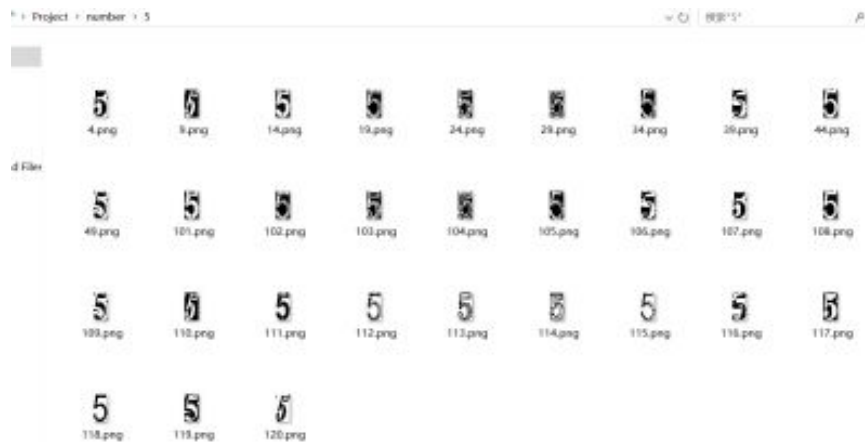 › Project › number › 5 搜索"5"
5 5 5 5 5 5 5 5 5
4.png 9.png 14.png 19.png 24.png 29.png 34.png 39.png 44.png
d Files
5 5 5 5 5 5 5 5 5
49.png 101.png 102.png 103.png 104.png 105.png 106.png 107.png 108.png
5 5 5 5 5 5 5 5 5
109.png 110.png 111.png 112.png 113.png 114.png 115.png 116.png 117.png
5 5 5
118.png 119.png 120.png